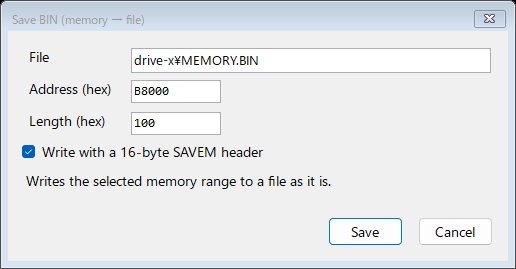 Save BIN (memory → file)
File
drive-x¥MEMORY.BIN
Address (hex)
B8000
Length (hex)
100
Write with a 16-byte SAVEM header
Writes the selected memory range to a file as it is.
Save
Cancel